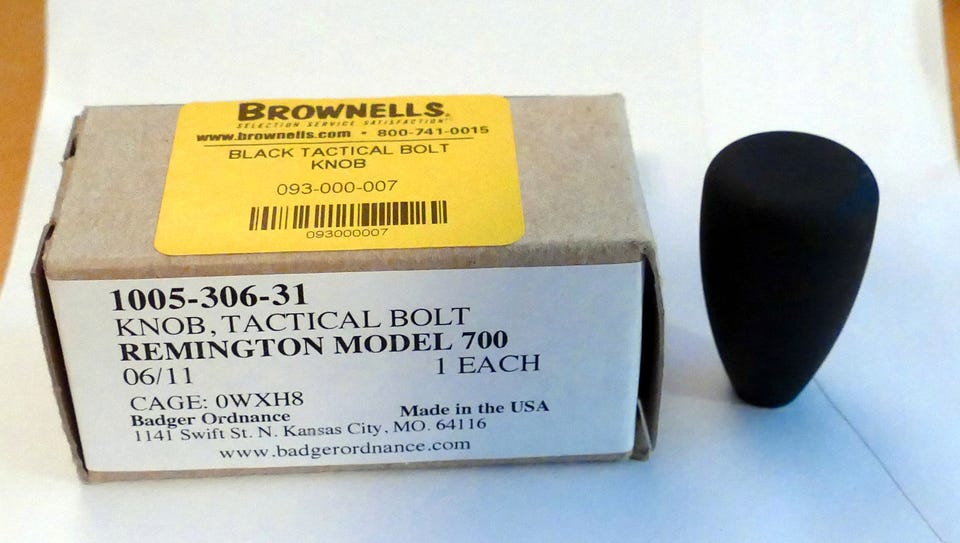 BROWNELLS
SELECTION SERVICE SATISFACTION
www.brownells.com • 800-741-0015
BLACK TACTICAL BOLT
KNOB
093-000-007
093000007
1005-306-31
KNOB, TACTICAL BOLT
REMINGTON MODEL 700
06/11 1 EACH
CAGE: 0WXH8
Badger Ordnance Made in the USA
1141 Swift St. N. Kansas City, MO. 64116
www.badgerordnance.com